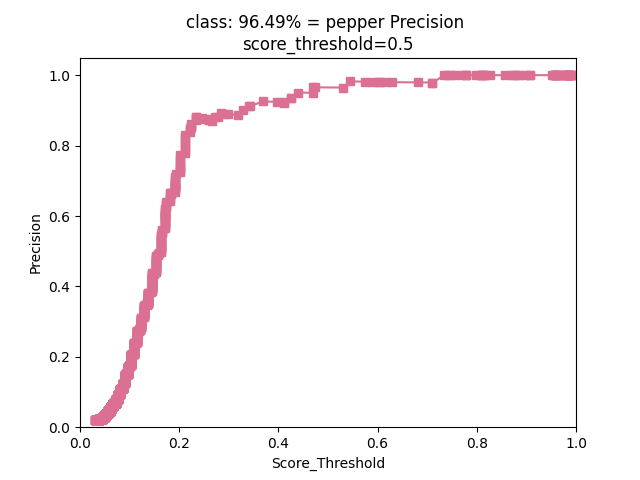 class: 96.49% = pepper Precision
score_threshold=0.5
1.0
0.8
0.6
0.4
0.2
0.0
Precision
0.0 0.2 0.4 0.6 0.8 1.0
Score_Threshold